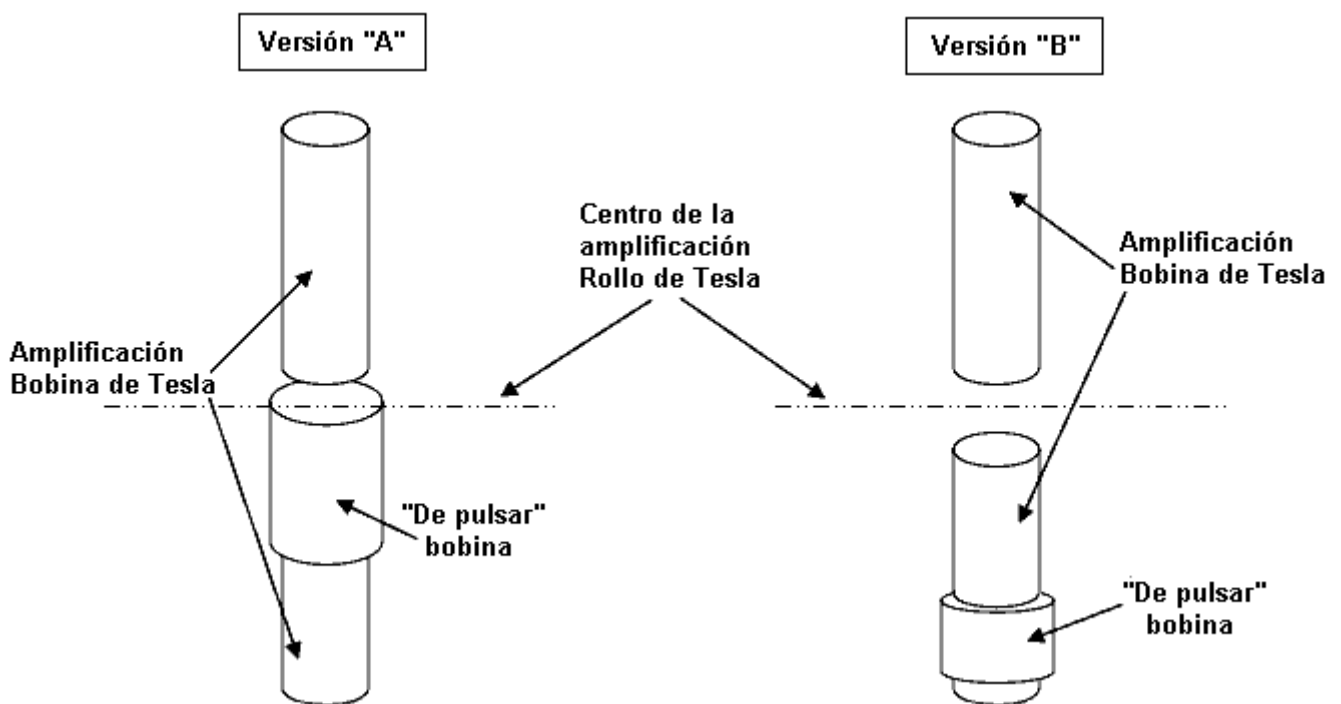 Versión "A"
Versión "B"
Centro de la
amplificación
Rollo de Tesla
Amplificación
Bobina de Tesla
Amplificación
Bobina de Tesla
"De pulsar"
bobina
"De pulsar"
bobina